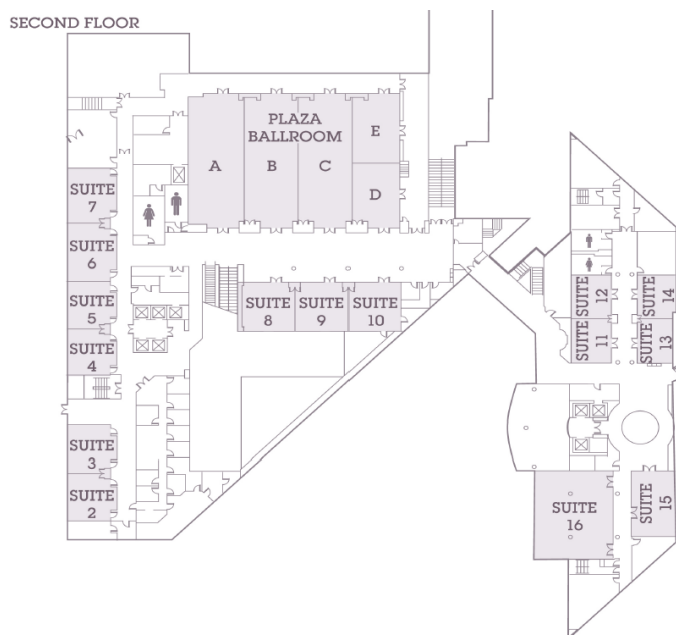 SECOND FLOOR
PLAZA
BALLROOM
A
B
C
E
D
SUITE
7
SUITE
6
SUITE
5
SUITE
4
SUITE
3
SUITE
2
SUITE
8
SUITE
9
SUITE
10
SUITE
12
SUITE
11
SUITE
14
SUITE
13
SUITE
16
SUITE
15